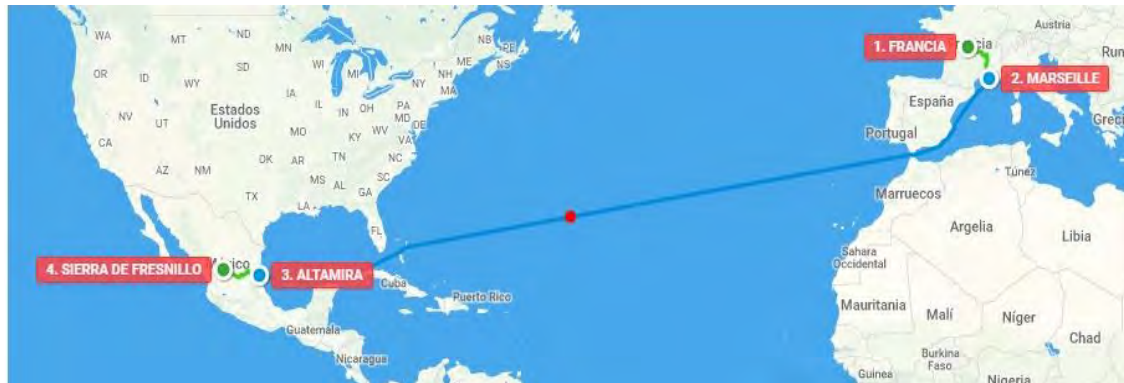 WA
MT
ND
MN
NB
PE
NS
ME
OR
ID
WY
SD
WI
MI
NY
NH
MA
IA
NV
UT
Estados
Unidos
IL
IN
OH
PA
MD
DE
CA
MO
KY
WV
VA
TN
NC
AZ
NM
OK
AR
SC
TX
MS
AL
GA
LA
FL
1. FRANCIA
Austria
2. MARSEILLE
España
Portugal
Túnez
Marruecos
Argelia
Libia
Sahara
Occidental
Mauritania
Malí
Níger
Chad
Burkina
Faso
Guinea
Nigeria
4. SIERRA DE FRESNILLO
3. ALTAMIRA
Cuba
Puerto Rico
Guatemala
Nicaragua